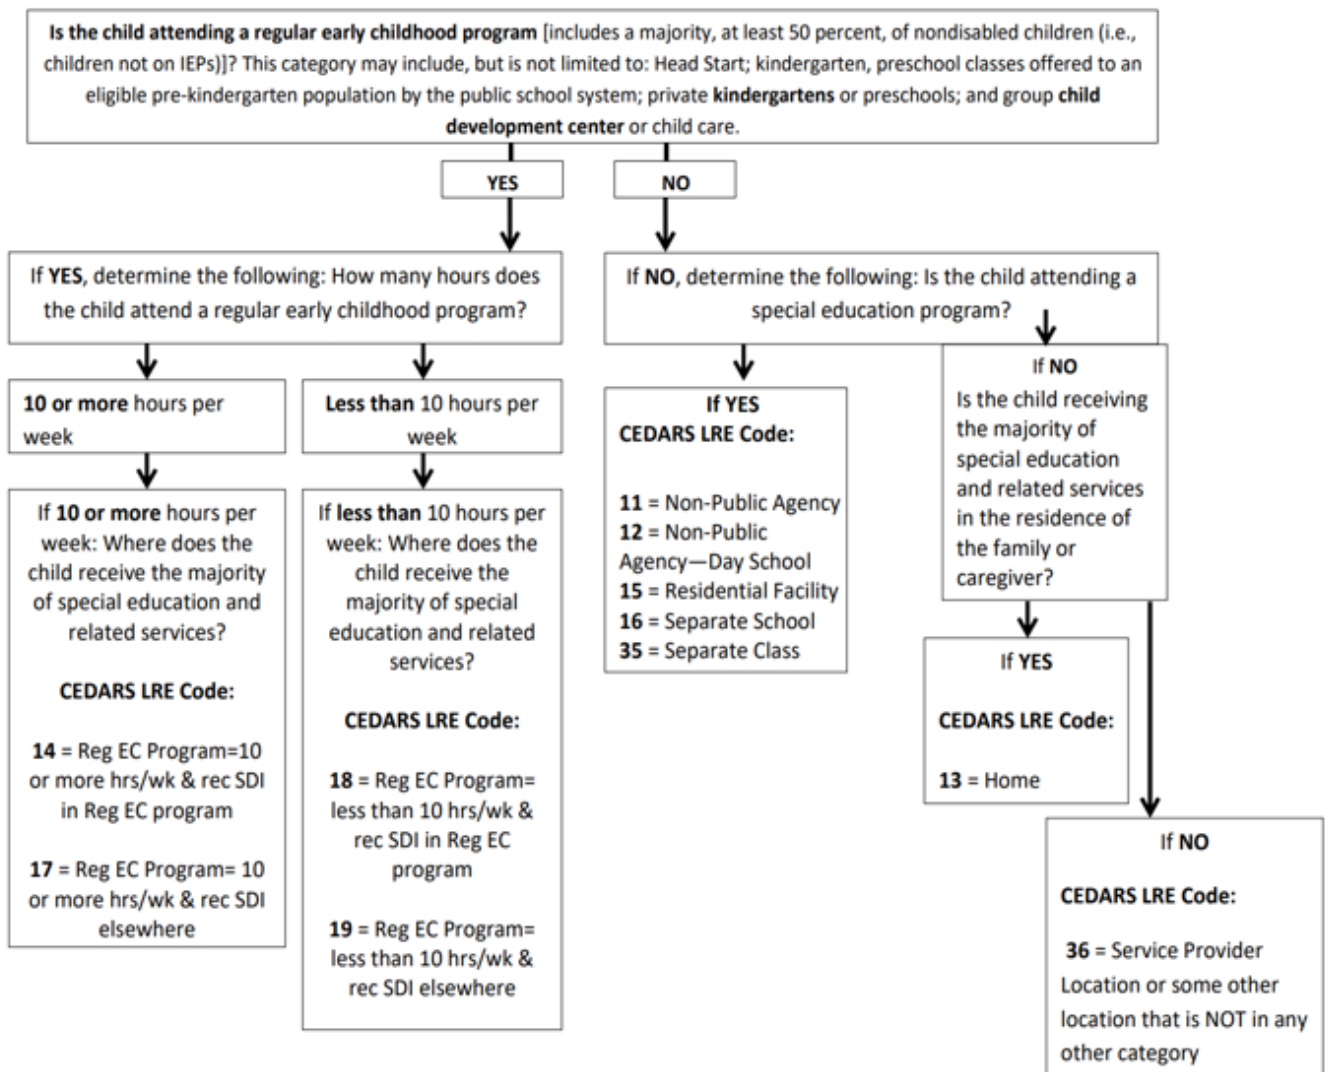 Is the child attending a regular early childhood program [includes a majority, at least 50 percent, of nondisabled children (i.e.,
children not on IEPs)]? This category may include, but is not limited to: Head Start; kindergarten, preschool classes offered to an
eligible pre-kindergarten population by the public school system; private kindergartens or preschools; and group child
development center or child care.
YES
NO
If YES, determine the following: How many hours does
the child attend a regular early childhood program?
If NO, determine the following: Is the child attending a
special education program?
10 or more hours per
week
Less than 10 hours per
week
If 10 or more hours per
week: Where does the
child receive the majority
of special education and
related services?
CEDARS LRE Code:
14 = Reg EC Program=10
or more hrs/wk & rec SDI
in Reg EC program
17 = Reg EC Program= 10
or more hrs/wk & rec SDI
elsewhere
If less than 10 hours per
week: Where does the
child receive the
majority of special
education and related
services?
CEDARS LRE Code:
18 = Reg EC Program=
less than 10 hrs/wk &
rec SDI in Reg EC
program
19 = Reg EC Program=
less than 10 hrs/wk &
rec SDI elsewhere
If YES
CEDARS LRE Code:
11 = Non-Public Agency
12 = Non-Public
Agency—Day School
15 = Residential Facility
16 = Separate School
35 = Separate Class
If NO
Is the child receiving
the majority of
special education
and related services
in the residence of
the family or
caregiver?
If YES
CEDARS LRE Code:
13 = Home
If NO
CEDARS LRE Code:
36 = Service Provider
Location or some other
location that is NOT in any
other category